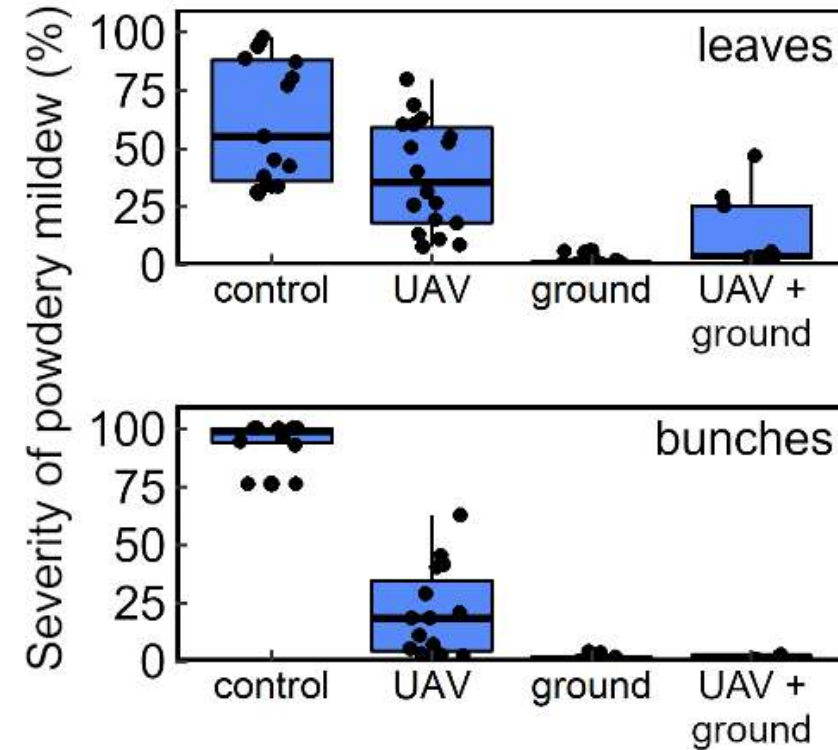 Severity of powdery mildew (%)
leaves
100
75
50
25
0
control UAV ground UAV +
ground
bunches
100
75
50
25
0
control UAV ground UAV +
ground